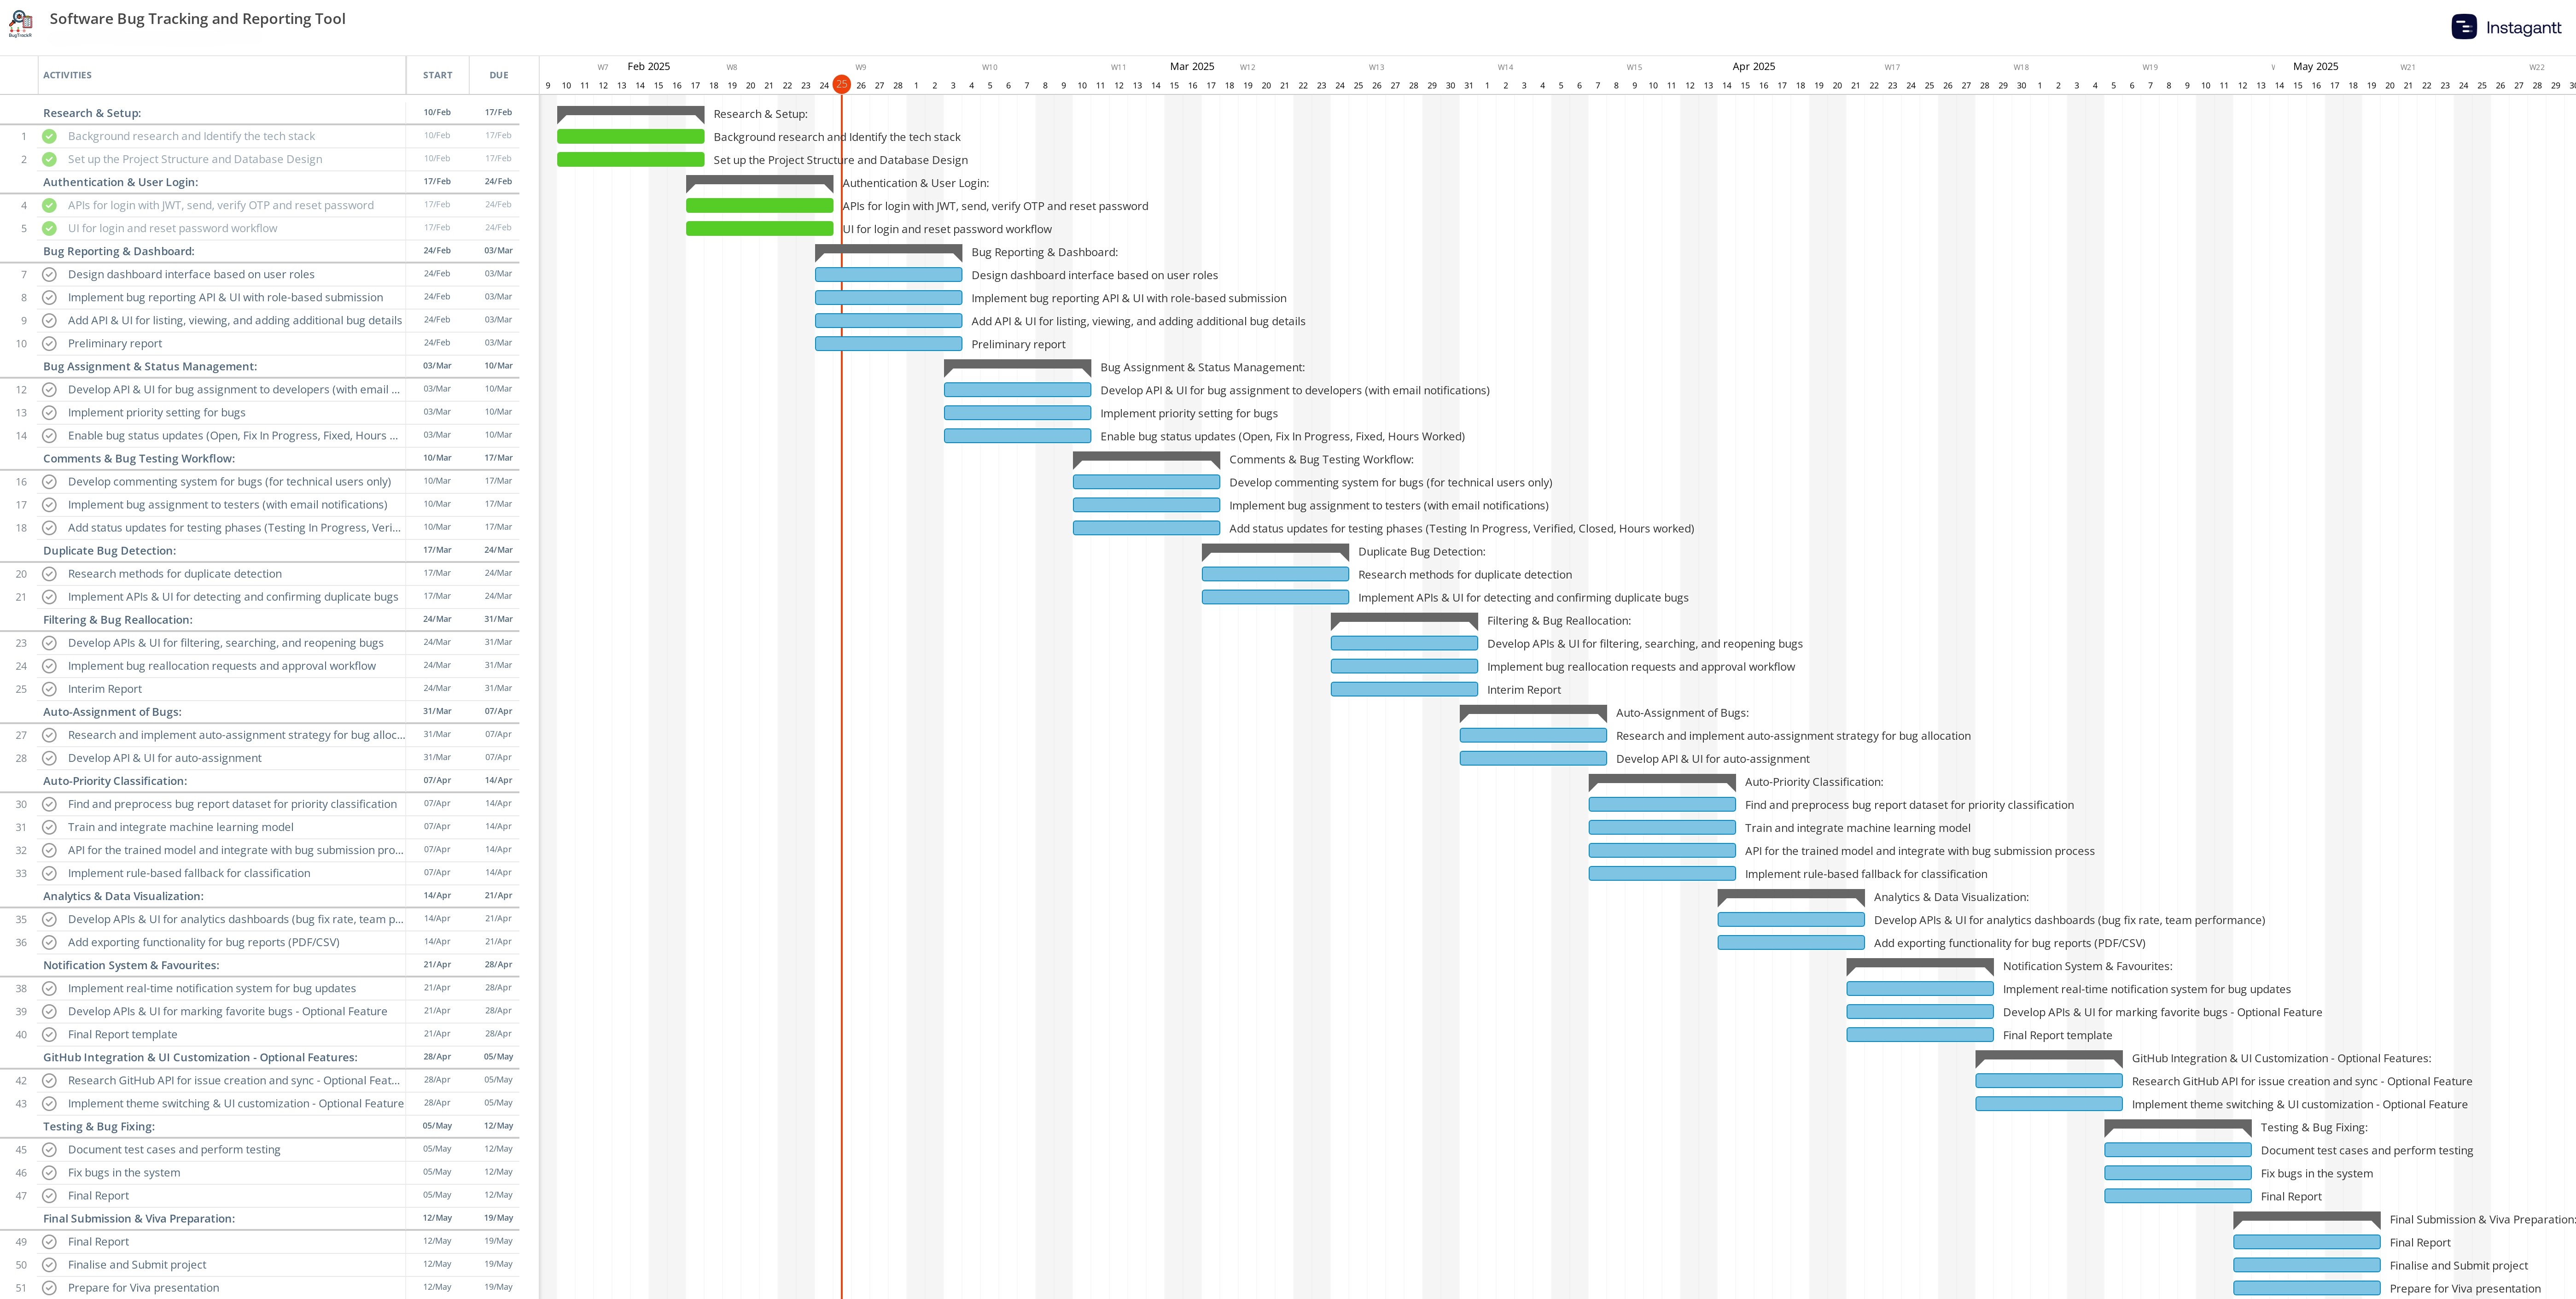 Software Bug Tracking and Reporting Tool
BugTrackR
Instagantt
ACTIVITIES START DUE
W7 Feb 2025 W8 W9 W10 W11 Mar 2025 W12 W13 W14 W15 Apr 2025 W17 W18 W19 May 2025 W21 W22
9 10 11 12 13 14 15 16 17 18 19 20 21 22 23 24 25 26 27 28 1 2 3 4 5 6 7 8 9 10 11 12 13 14 15 16 17 18 19 20 21 22 23 24 25 26 27 28 29 30 31 1 2 3 4 5 6 7 8 9 10 11 12 13 14 15 16 17 18 19 20 21 22 23 24 25 26 27 28 29 30 1 2 3 4 5 6 7 8 9 10 11 12 13 14 15 16 17 18 19 20 21 22 23 24 25 26 27 28 29
Research & Setup: 10/Feb 17/Feb Research & Setup:
1 Background research and Identify the tech stack 10/Feb 17/Feb Background research and Identify the tech stack
2 Set up the Project Structure and Database Design 10/Feb 17/Feb Set up the Project Structure and Database Design
Authentication & User Login: 17/Feb 24/Feb Authentication & User Login:
4 APIs for login with JWT, send, verify OTP and reset password 17/Feb 24/Feb APIs for login with JWT, send, verify OTP and reset password
5 UI for login and reset password workflow 17/Feb 24/Feb UI for login and reset password workflow
Bug Reporting & Dashboard: 24/Feb 03/Mar Bug Reporting & Dashboard:
7 Design dashboard interface based on user roles 24/Feb 03/Mar Design dashboard interface based on user roles
8 Implement bug reporting API & UI with role-based submission 24/Feb 03/Mar Implement bug reporting API & UI with role-based submission
9 Add API & UI for listing, viewing, and adding additional bug details 24/Feb 03/Mar Add API & UI for listing, viewing, and adding additional bug details
10 Preliminary report 24/Feb 03/Mar Preliminary report
Bug Assignment & Status Management: 03/Mar 10/Mar Bug Assignment & Status Management:
12 Develop API & UI for bug assignment to developers (with email ... 03/Mar 10/Mar Develop API & UI for bug assignment to developers (with email notifications)
13 Implement priority setting for bugs 03/Mar 10/Mar Implement priority setting for bugs
14 Enable bug status updates (Open, Fix In Progress, Fixed, Hours ... 03/Mar 10/Mar Enable bug status updates (Open, Fix In Progress, Fixed, Hours Worked)
Comments & Bug Testing Workflow: 10/Mar 17/Mar Comments & Bug Testing Workflow:
16 Develop commenting system for bugs (for technical users only) 10/Mar 17/Mar Develop commenting system for bugs (for technical users only)
17 Implement bug assignment to testers (with email notifications) 10/Mar 17/Mar Implement bug assignment to testers (with email notifications)
18 Add status updates for testing phases (Testing In Progress, Veri... 10/Mar 17/Mar Add status updates for testing phases (Testing In Progress, Verified, Closed, Hours worked)
Duplicate Bug Detection: 17/Mar 24/Mar Duplicate Bug Detection:
20 Research methods for duplicate detection 17/Mar 24/Mar Research methods for duplicate detection
21 Implement APIs & UI for detecting and confirming duplicate bugs 17/Mar 24/Mar Implement APIs & UI for detecting and confirming duplicate bugs
Filtering & Bug Reallocation: 24/Mar 31/Mar Filtering & Bug Reallocation:
23 Develop APIs & UI for filtering, searching, and reopening bugs 24/Mar 31/Mar Develop APIs & UI for filtering, searching, and reopening bugs
24 Implement bug reallocation requests and approval workflow 24/Mar 31/Mar Implement bug reallocation requests and approval workflow
25 Interim Report 24/Mar 31/Mar Interim Report
Auto-Assignment of Bugs: 31/Mar 07/Apr Auto-Assignment of Bugs:
27 Research and implement auto-assignment strategy for bug alloc... 31/Mar 07/Apr Research and implement auto-assignment strategy for bug allocation
28 Develop API & UI for auto-assignment 31/Mar 07/Apr Develop API & UI for auto-assignment
Auto-Priority Classification: 07/Apr 14/Apr Auto-Priority Classification:
30 Find and preprocess bug report dataset for priority classification 07/Apr 14/Apr Find and preprocess bug report dataset for priority classification
31 Train and integrate machine learning model 07/Apr 14/Apr Train and integrate machine learning model
32 API for the trained model and integrate with bug submission pro... 07/Apr 14/Apr API for the trained model and integrate with bug submission process
33 Implement rule-based fallback for classification 07/Apr 14/Apr Implement rule-based fallback for classification
Analytics & Data Visualization: 14/Apr 21/Apr Analytics & Data Visualization:
35 Develop APIs & UI for analytics dashboards (bug fix rate, team p... 14/Apr 21/Apr Develop APIs & UI for analytics dashboards (bug fix rate, team performance)
36 Add exporting functionality for bug reports (PDF/CSV) 14/Apr 21/Apr Add exporting functionality for bug reports (PDF/CSV)
Notification System & Favourites: 21/Apr 28/Apr Notification System & Favourites:
38 Implement real-time notification system for bug updates 21/Apr 28/Apr Implement real-time notification system for bug updates
39 Develop APIs & UI for marking favorite bugs - Optional Feature 21/Apr 28/Apr Develop APIs & UI for marking favorite bugs - Optional Feature
40 Final Report template 21/Apr 28/Apr Final Report template
GitHub Integration & UI Customization - Optional Features: 28/Apr 05/May GitHub Integration & UI Customization - Optional Features:
42 Research GitHub API for issue creation and sync - Optional Feat... 28/Apr 05/May Research GitHub API for issue creation and sync - Optional Feature
43 Implement theme switching & UI customization - Optional Feature 28/Apr 05/May Implement theme switching & UI customization - Optional Feature
Testing & Bug Fixing: 05/May 12/May Testing & Bug Fixing:
45 Document test cases and perform testing 05/May 12/May Document test cases and perform testing
46 Fix bugs in the system 05/May 12/May Fix bugs in the system
47 Final Report 05/May 12/May Final Report
Final Submission & Viva Preparation: 12/May 19/May Final Submission & Viva Preparation:
49 Final Report 12/May 19/May Final Report
50 Finalise and Submit project 12/May 19/May Finalise and Submit project
51 Prepare for Viva presentation 12/May 19/May Prepare for Viva presentation